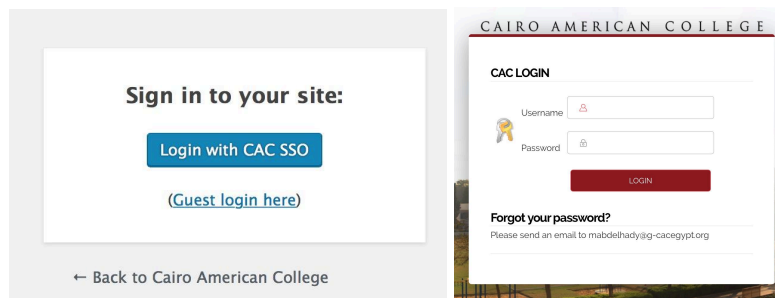 Sign in to your site:
Login with CAC SSO
(Guest login here)
← Back to Cairo American College
CAIRO AMERICAN COLLEGE
CAC LOGIN
Username
Password
LOGIN
Forgot your password?
Please send an email to mabdelhady@g-cacegypt.org